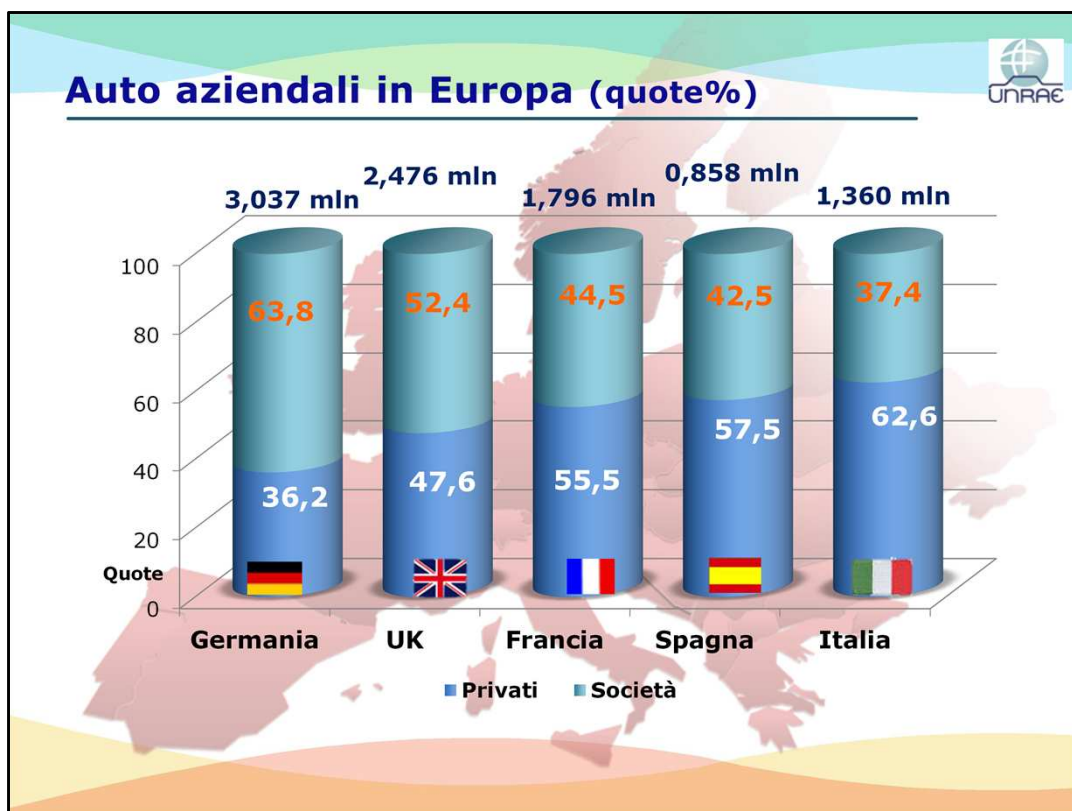 Auto aziendali in Europa (quote%)
UNRAE
3,037 mln
2,476 mln
1,796 mln
0,858 mln
1,360 mln
100
80
60
40
20
Quote
0
63,8
52,4
44,5
42,5
37,4
36,2
47,6
55,5
57,5
62,6
Germania
UK
Francia
Spagna
Italia
Privati
Società